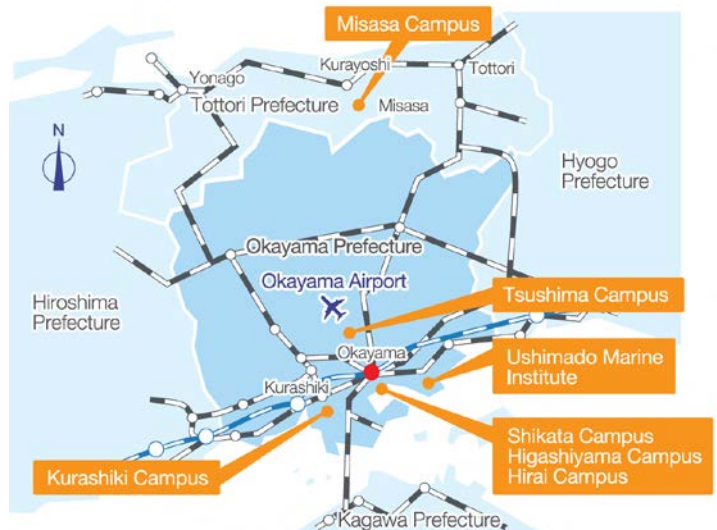 Misasa Campus
Kurayoshi
Tottori
Yonago
Tottori Prefecture
Misasa
N
Hyogo
Prefecture
Okayama Prefecture
Okayama Airport
Tsushima Campus
Hiroshima
Prefecture
Okayama
Ushimado Marine
Institute
Kurashiki
Shikata Campus
Higashiyama Campus
Hirai Campus
Kurashiki Campus
Kagawa Prefecture